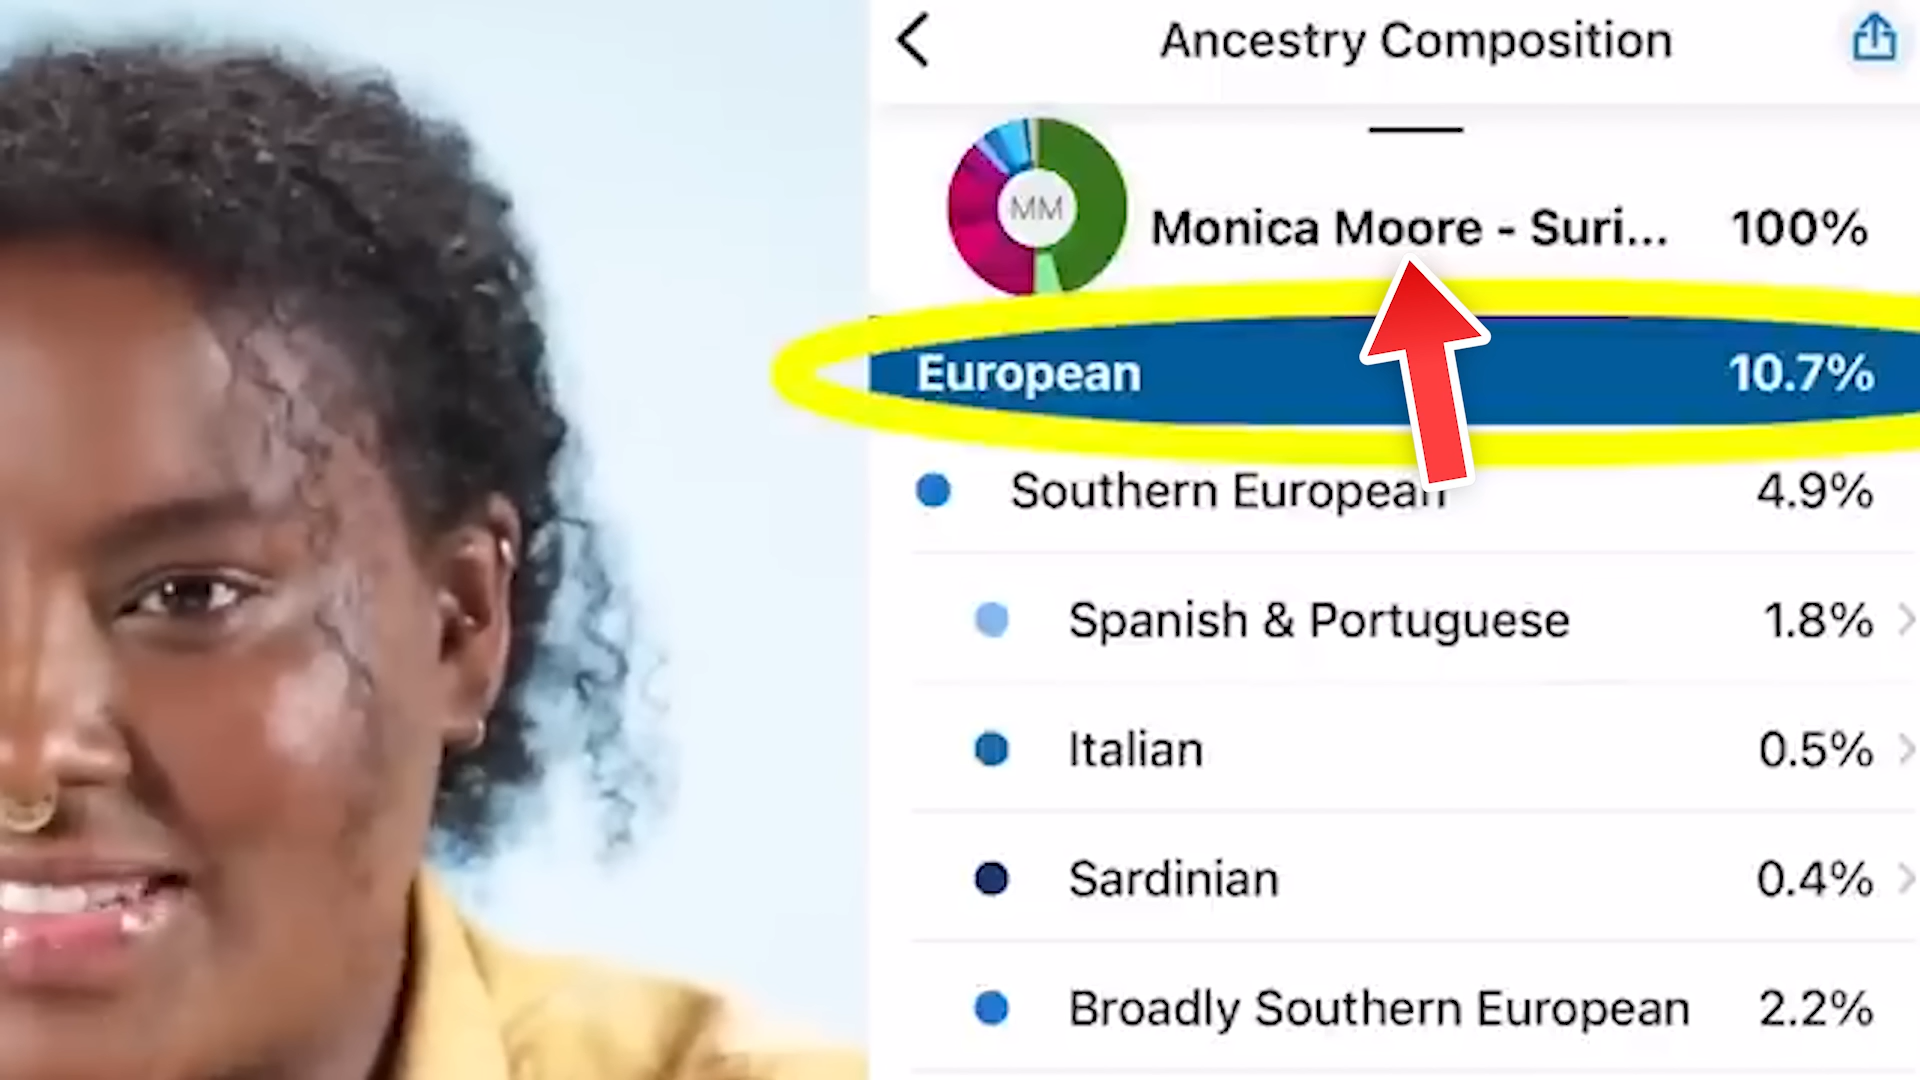 Ancestry Composition
MM
Monica Moore - Suri... 100%
European 10.7%
Southern European 4.9%
Spanish & Portuguese 1.8%
Italian 0.5%
Sardinian 0.4%
Broadly Southern European 2.2%